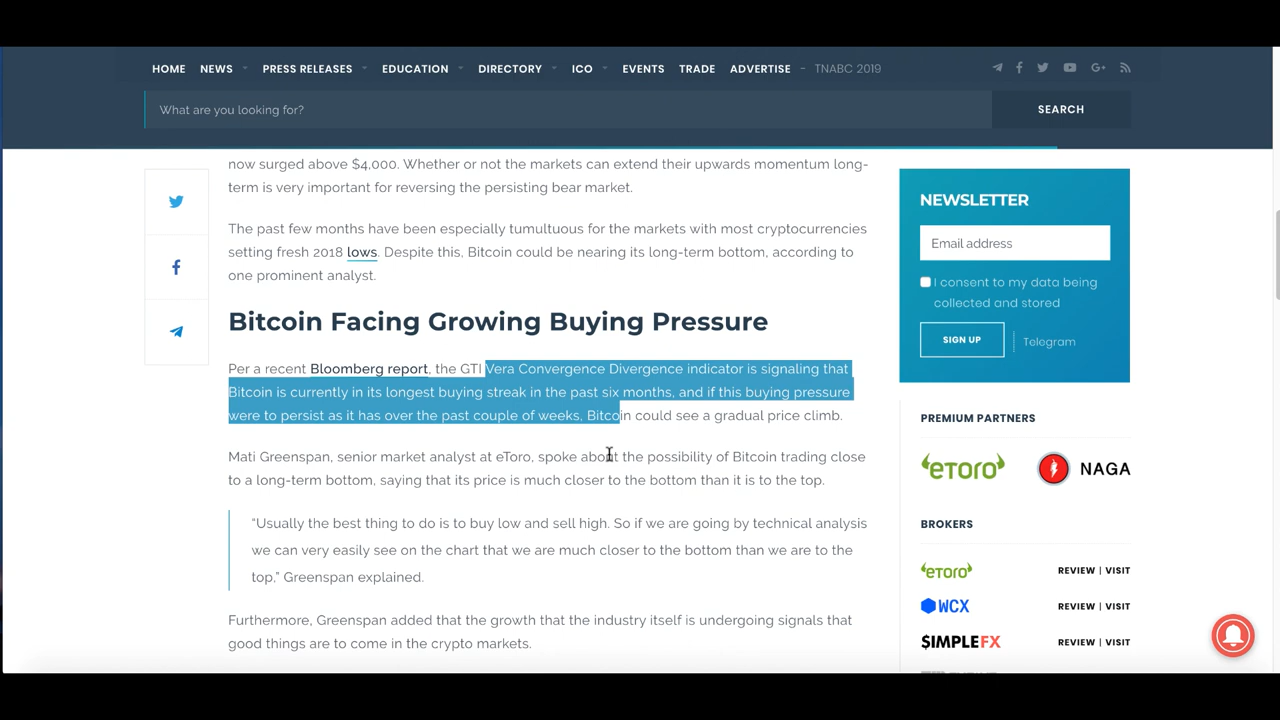 HOME NEWS PRESS RELEASES EDUCATION DIRECTORY ICO EVENTS TRADE ADVERTISE – TNABC 2019
What are you looking for?
SEARCH
now surged above $4,000. Whether or not the markets can extend their upwards momentum long-
term is very important for reversing the persisting bear market.
The past few months have been especially tumultuous for the markets with most cryptocurrencies
setting fresh 2018 lows. Despite this, Bitcoin could be nearing its long-term bottom, according to
one prominent analyst.
Bitcoin Facing Growing Buying Pressure
Per a recent Bloomberg report, the GTI Vera Convergence Divergence indicator is signaling that
Bitcoin is currently in its longest buying streak in the past six months, and if this buying pressure
were to persist as it has over the past couple of weeks, Bitcoin could see a gradual price climb.
Mati Greenspan, senior market analyst at eToro, spoke about the possibility of Bitcoin trading close
to a long-term bottom, saying that its price is much closer to the bottom than it is to the top.
“Usually the best thing to do is to buy low and sell high. So if we are going by technical analysis
we can very easily see on the chart that we are much closer to the bottom than we are to the
top,” Greenspan explained.
Furthermore, Greenspan added that the growth that the industry itself is undergoing signals that
good things are to come in the crypto markets.
NEWSLETTER
Email address
I consent to my data being
collected and stored
SIGN UP
Telegram
PREMIUM PARTNERS
eToro
NAGA
BROKERS
eToro REVIEW | VISIT
WCX REVIEW | VISIT
$IMPLEFX REVIEW | VISIT